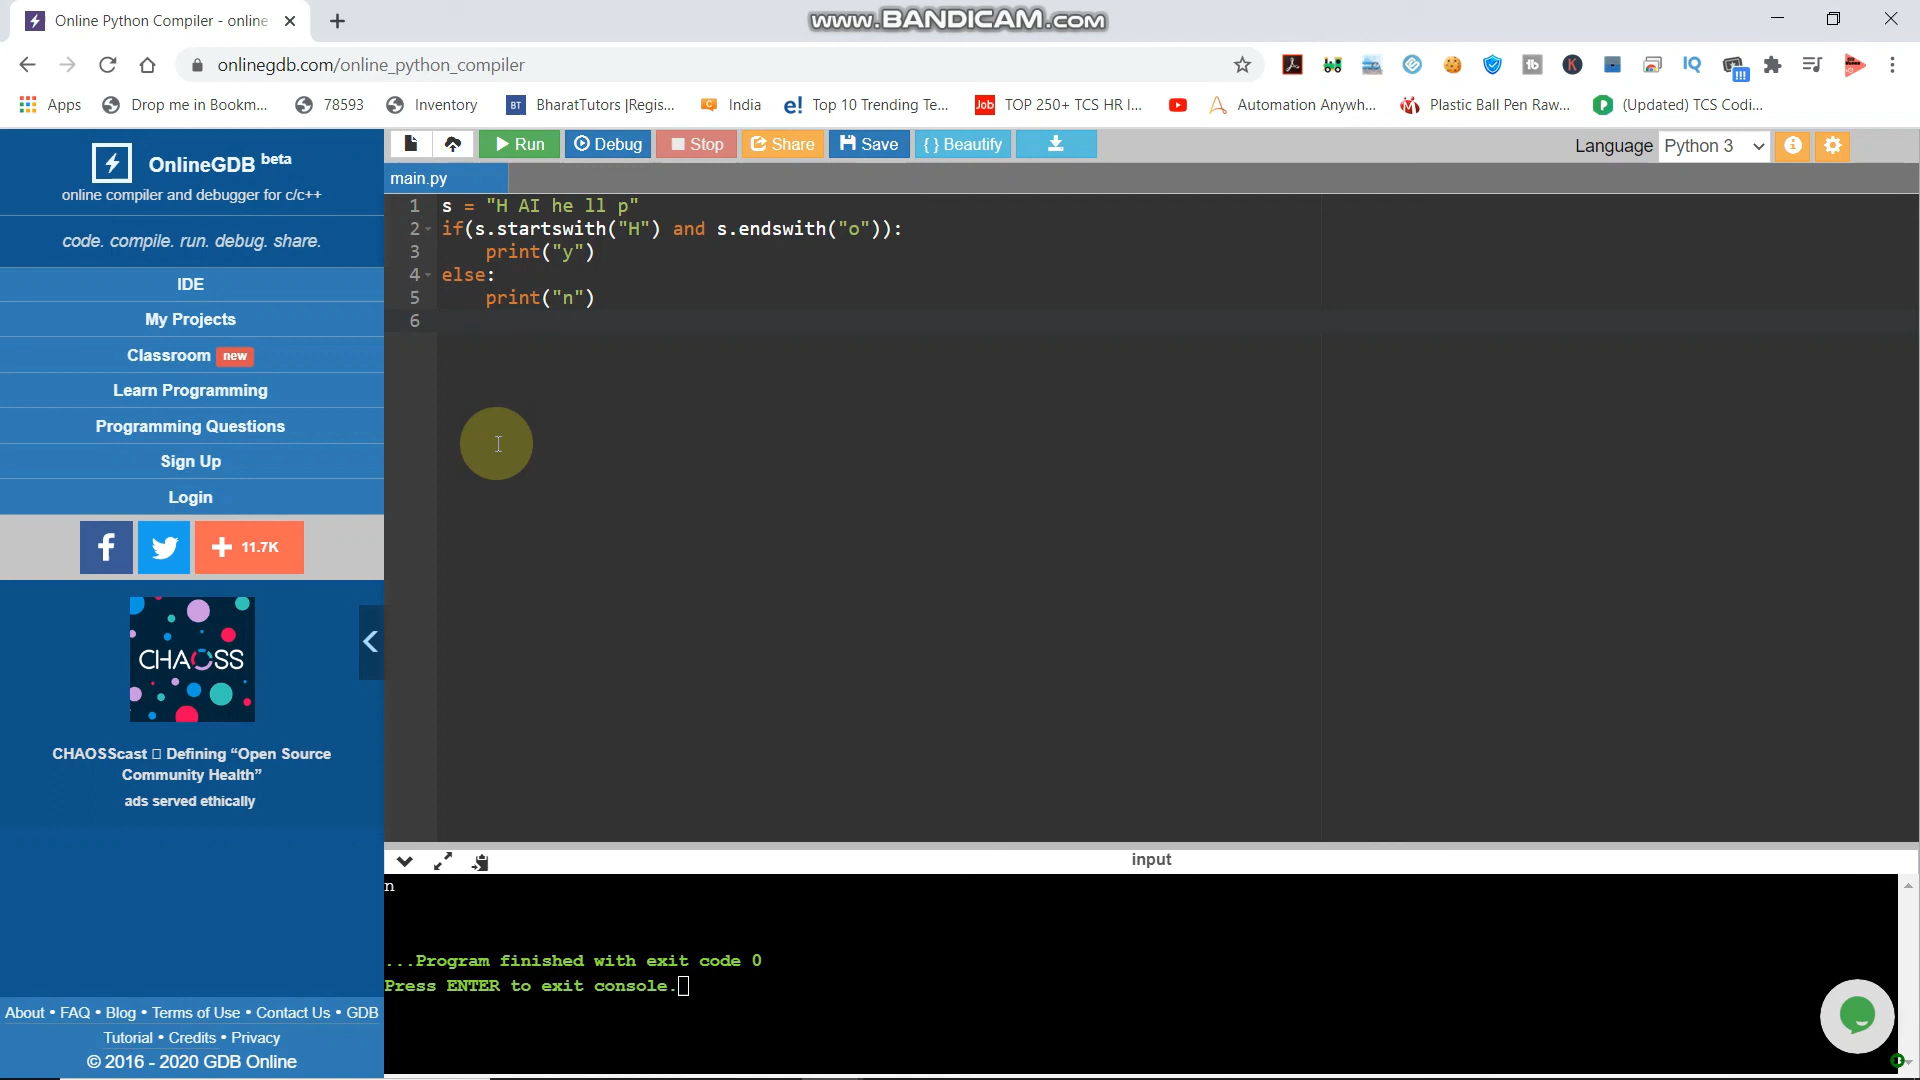 Online Python Compiler - online
www.BANDICAM.com
onlinegdb.com/online_python_compiler
Apps Drop me in Bookm... 78593 Inventory BT BharatTutors |Regis... India e! Top 10 Trending Te... Job TOP 250+ TCS HR I... Automation Anywh... Plastic Ball Pen Raw... (Updated) TCS Codi...
OnlineGDB beta
online compiler and debugger for c/c++
code. compile. run. debug. share.
IDE
My Projects
Classroom new
Learn Programming
Programming Questions
Sign Up
Login
11.7K
CHAOSS
CHAOSScast Defining “Open Source
Community Health”
ads served ethically
About • FAQ • Blog • Terms of Use • Contact Us • GDB
Tutorial • Credits • Privacy
© 2016 - 2020 GDB Online
Run Debug Stop Share Save { } Beautify Language Python 3
main.py
1 s = "H AI he ll p"
2 if(s.startswith("H") and s.endswith("o")):
3 print("y")
4 else:
5 print("n")
6
input
n
...Program finished with exit code 0
Press ENTER to exit console.